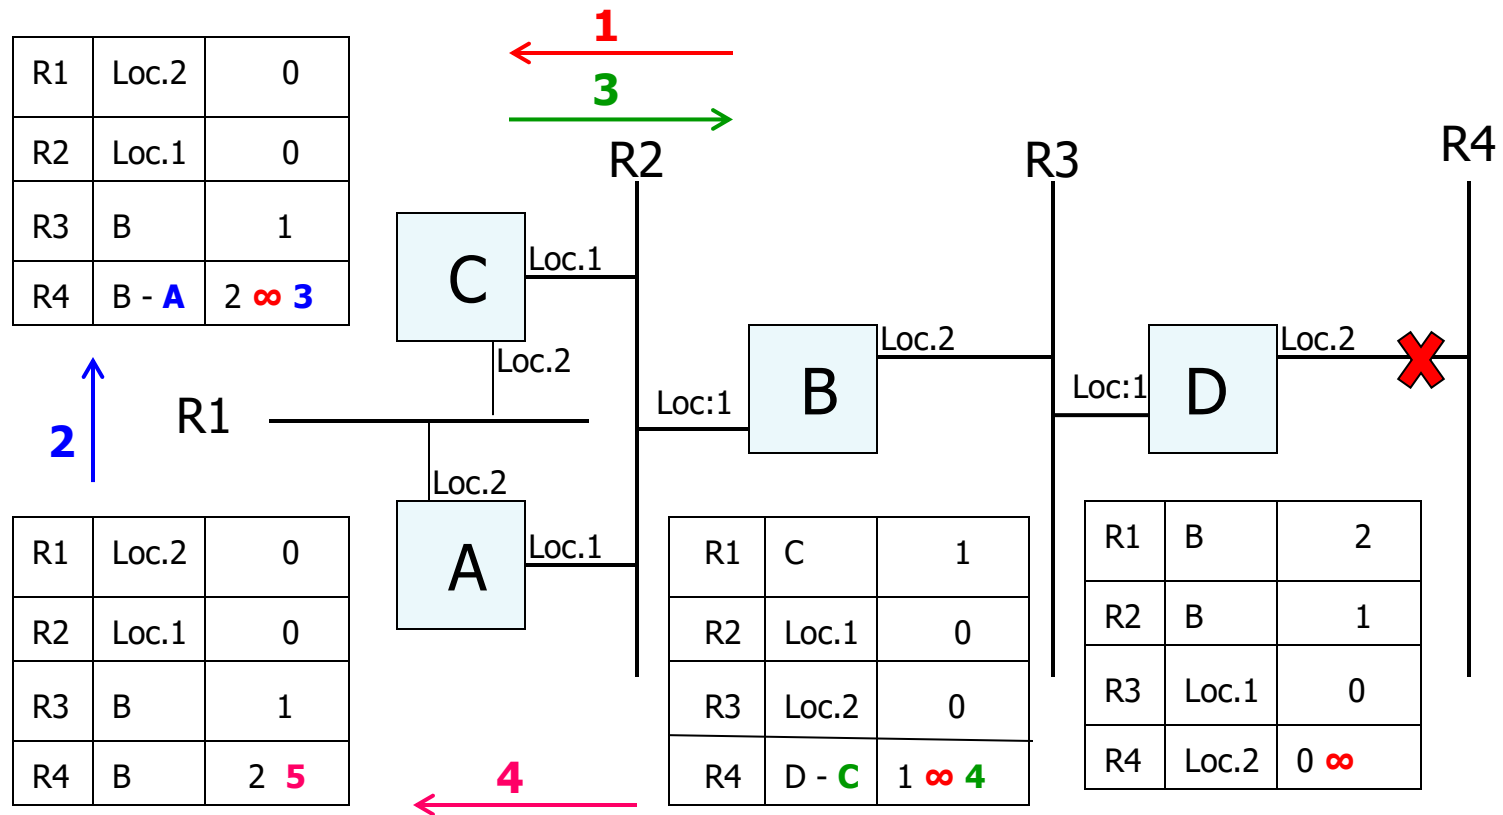 1
3
R1 Loc.2 0
R2 Loc.1 0
R3 B 1
R4 B - A 2 ∞ 3
R2
R3
R4
C
Loc.1
Loc.2
B
Loc.2
Loc:1
D
Loc.2
Loc:1
R1
2
Loc.2
A
Loc.1
R1 Loc.2 0
R2 Loc.1 0
R3 B 1
R4 B 2 5
4
R1 C 1
R2 Loc.1 0
R3 Loc.2 0
R4 D - C 1 ∞ 4
R1 B 2
R2 B 1
R3 Loc.1 0
R4 Loc.2 0 ∞